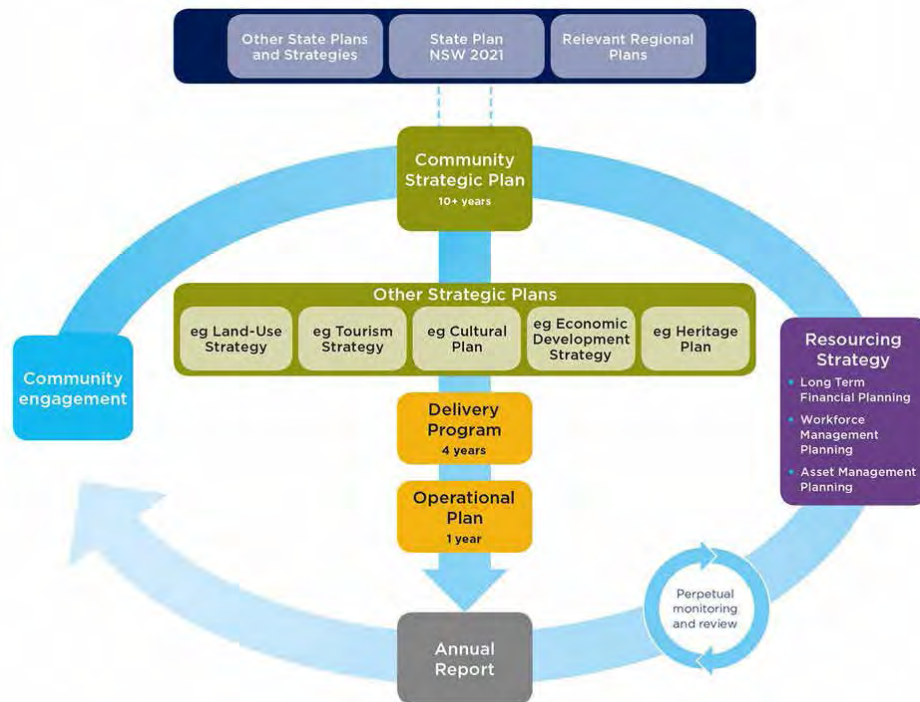 Other State Plans
and Strategies
State Plan
NSW 2021
Relevant Regional
Plans
Community
Strategic Plan
10+ years
Other Strategic Plans
eg Land-Use
Strategy
eg Tourism
Strategy
eg Cultural
Plan
eg Economic
Development
Strategy
eg Heritage
Plan
Community
engagement
Resourcing
Strategy
• Long Term
Financial Planning
• Workforce
Management
Planning
• Asset Management
Planning
Delivery
Program
4 years
Operational
Plan
1 year
Perpetual
monitoring
and review
Annual
Report